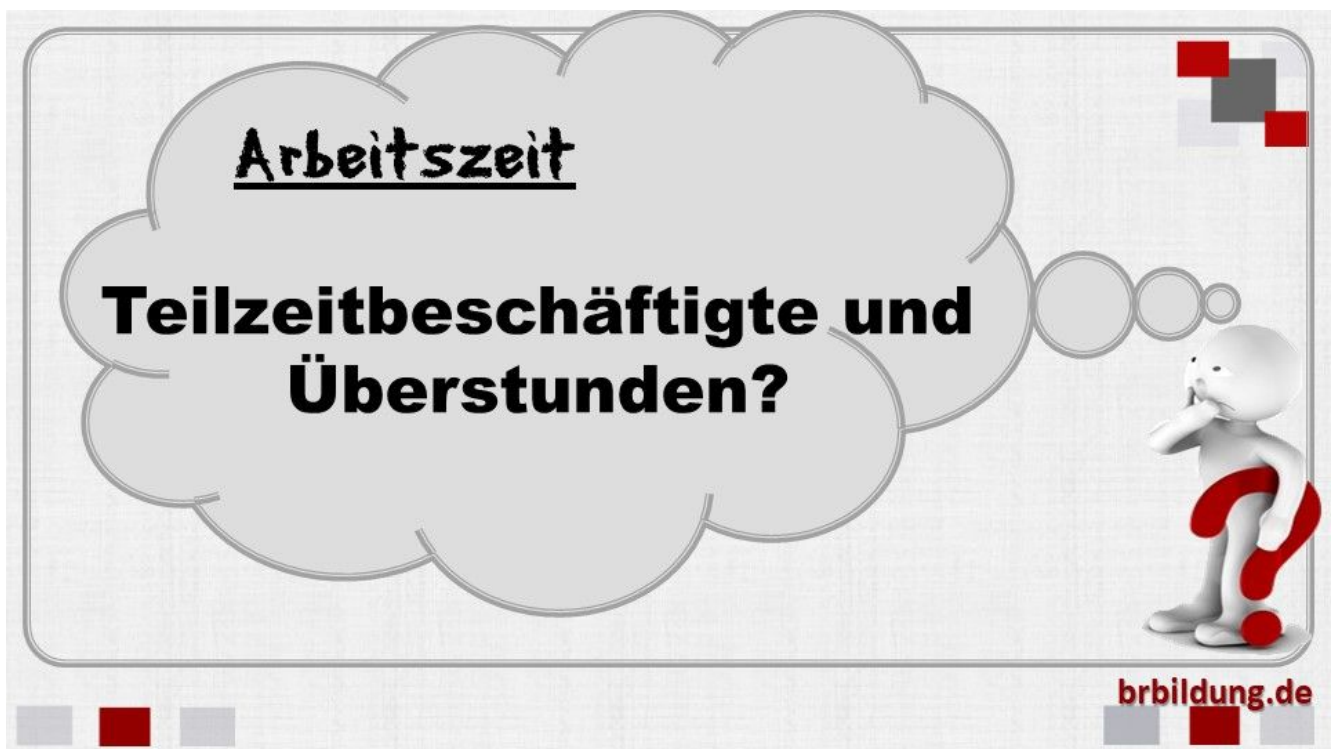 Arbeitszeit
Teilzeitbeschäftigte und
Überstunden?
brbildung.de